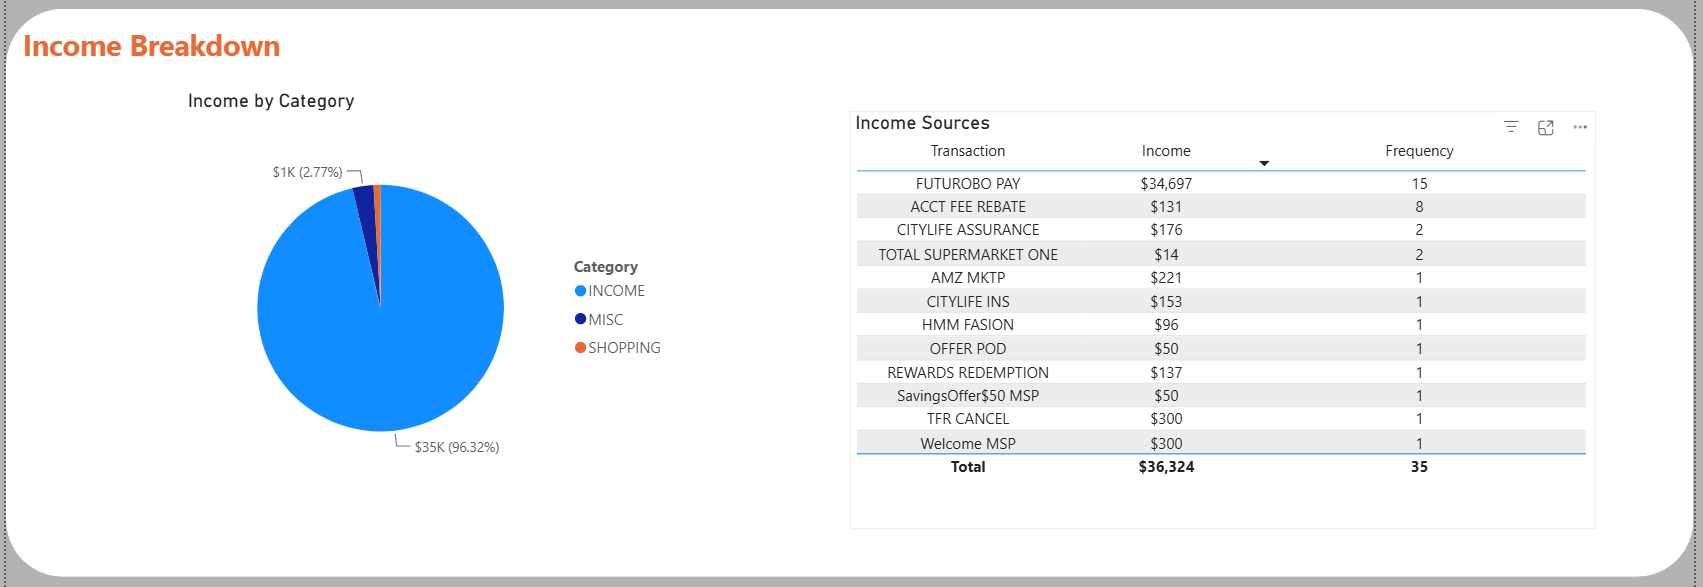 Income Breakdown
Income by Category
$1K (2.77%)
$35K (96.32%)
Category
INCOME
MISC
SHOPPING
Income Sources
Transaction Income Frequency
FUTUROBO PAY $34,697 15
ACCT FEE REBATE $131 8
CITYLIFE ASSURANCE $176 2
TOTAL SUPERMARKET ONE $14 2
AMZ MKTP $221 1
CITYLIFE INS $153 1
HMM FASION $96 1
OFFER POD $50 1
REWARDS REDEMPTION $137 1
SavingsOffer$50 MSP $50 1
TFR CANCEL $300 1
Welcome MSP $300 1
Total $36,324 35